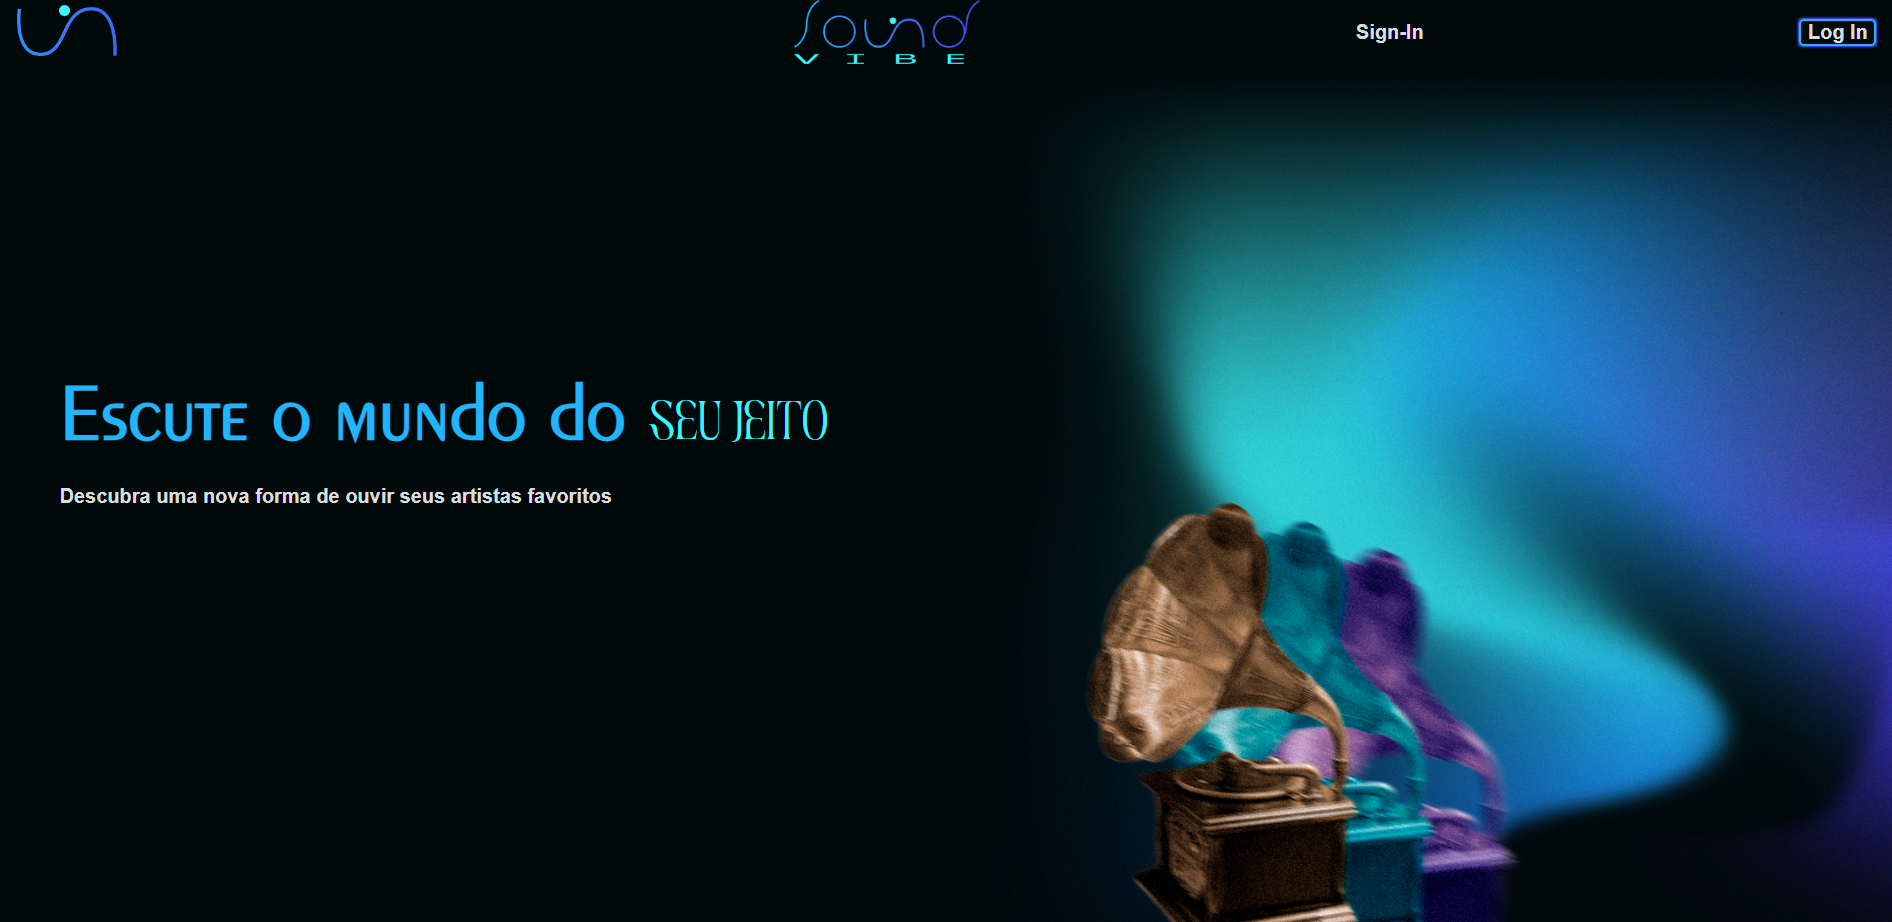 Sound
VIBE
Sign-In
Log In
Escute o mundo do SEU JEITO
Descubra uma nova forma de ouvir seus artistas favoritos